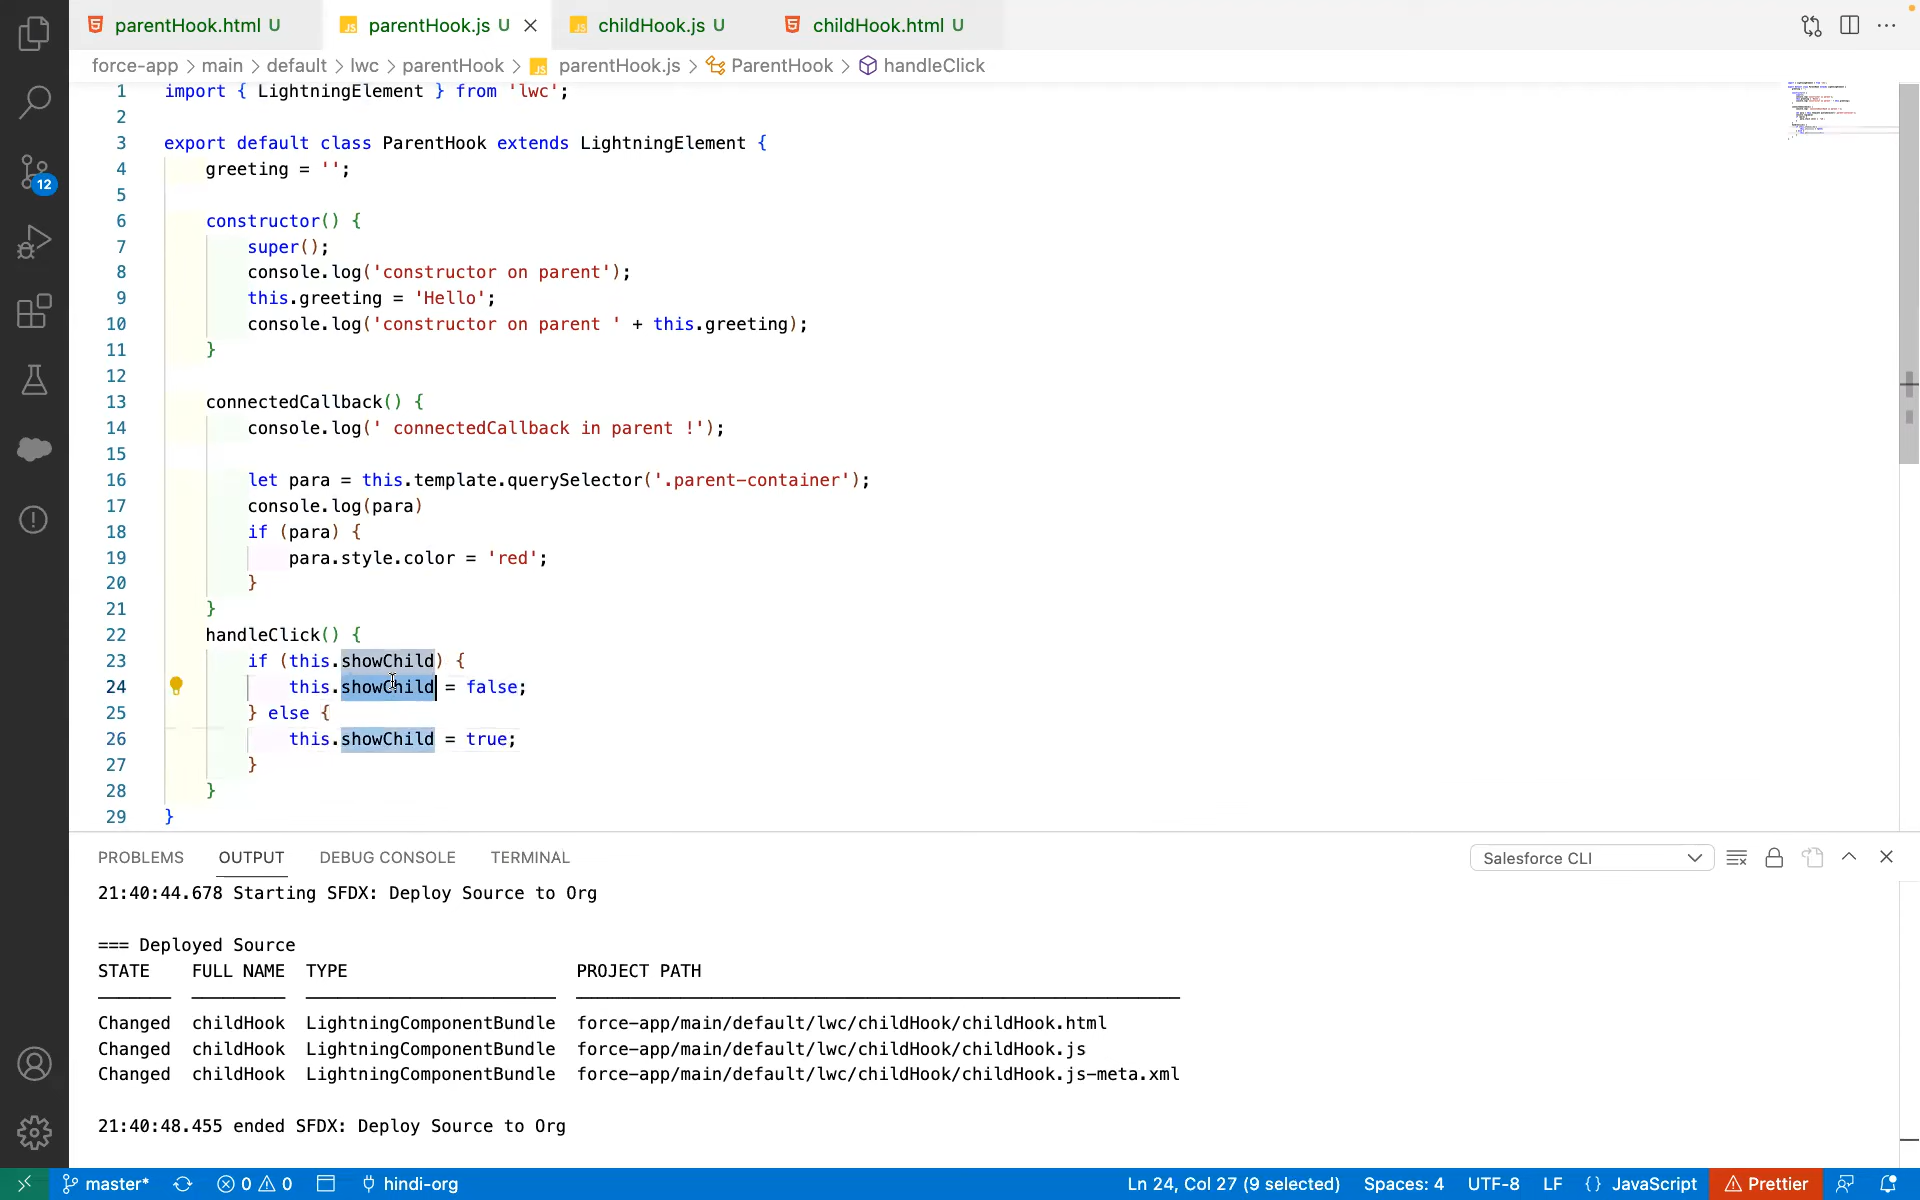 parentHook.html U
parentHook.js U
childHook.js U
childHook.html U
force-app > main > default > lwc > parentHook > JS parentHook.js > ParentHook > handleClick
1 import { LightningElement } from 'lwc';
2
3 export default class ParentHook extends LightningElement {
4 greeting = '';
5
6 constructor() {
7 super();
8 console.log('constructor on parent');
9 this.greeting = 'Hello';
10 console.log('constructor on parent ' + this.greeting);
11 }
12
13 connectedCallback() {
14 console.log(' connectedCallback in parent !');
15
16 let para = this.template.querySelector('.parent-container');
17 console.log(para)
18 if (para) {
19 para.style.color = 'red';
20 }
21 }
22 handleClick() {
23 if (this.showChild) {
24 this.showChild = false;
25 } else {
26 this.showChild = true;
27 }
28 }
29 }
12
PROBLEMS OUTPUT DEBUG CONSOLE TERMINAL
Salesforce CLI
21:40:44.678 Starting SFDX: Deploy Source to Org
=== Deployed Source
STATE FULL NAME TYPE PROJECT PATH
Changed childHook LightningComponentBundle force-app/main/default/lwc/childHook/childHook.html
Changed childHook LightningComponentBundle force-app/main/default/lwc/childHook/childHook.js
Changed childHook LightningComponentBundle force-app/main/default/lwc/childHook/childHook.js-meta.xml
21:40:48.455 ended SFDX: Deploy Source to Org
master* 0 0 hindi-org Ln 24, Col 27 (9 selected) Spaces: 4 UTF-8 LF {} JavaScript Prettier